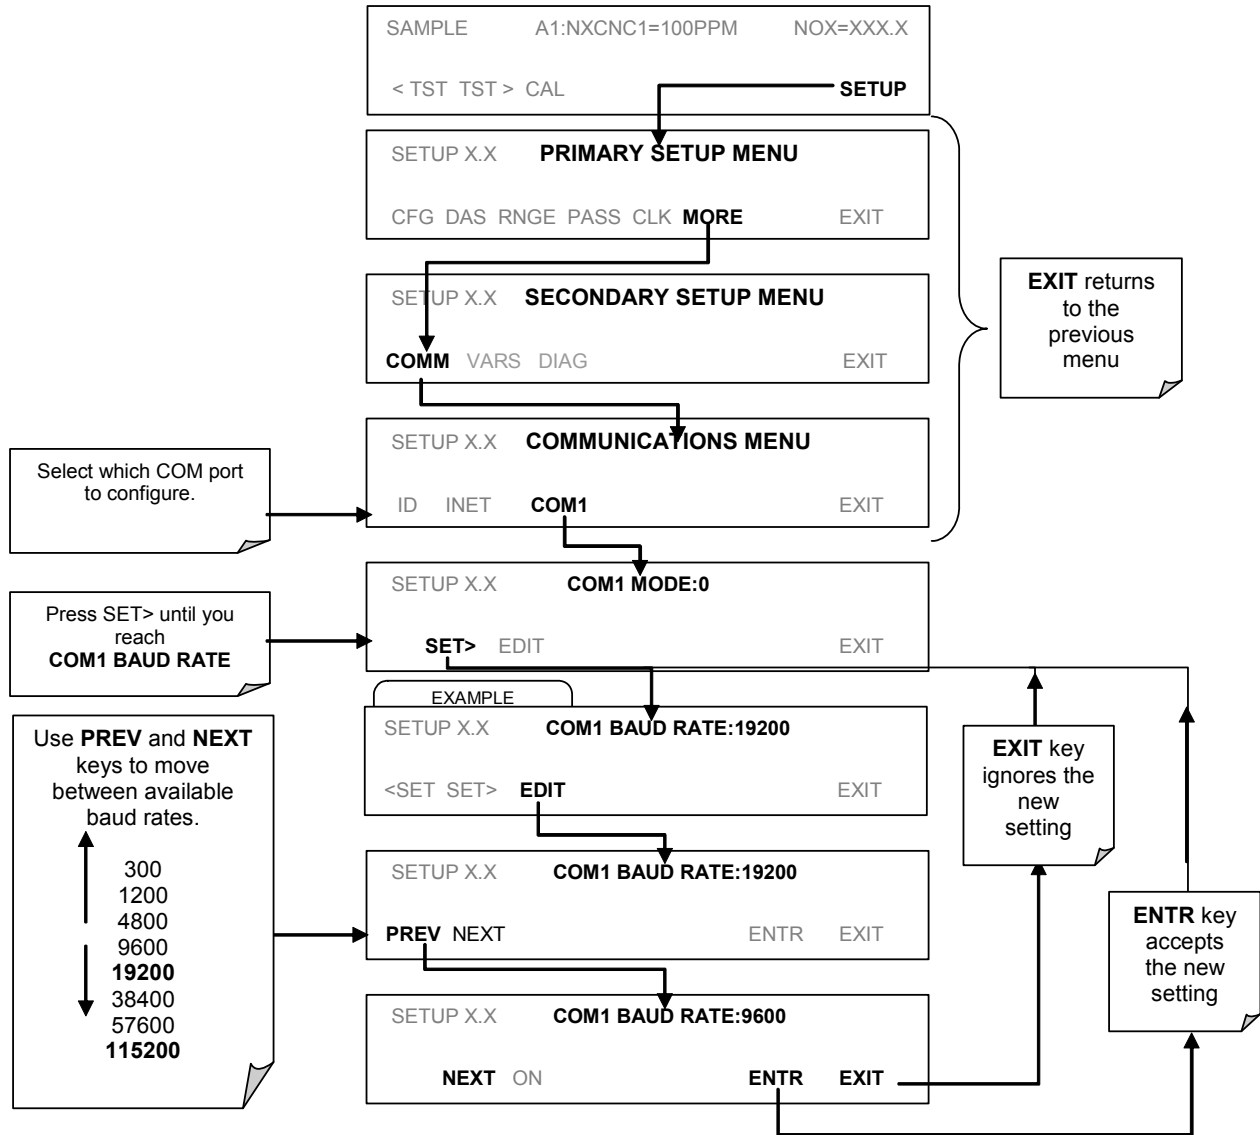 SAMPLE A1:NXCNC1=100PPM NOX=XXX.X
< TST TST > CAL SETUP
SETUP X.X PRIMARY SETUP MENU
CFG DAS RNGE PASS CLK MORE EXIT
SETUP X.X SECONDARY SETUP MENU
COMM VARS DIAG EXIT
EXIT returns
to the
previous
menu
SETUP X.X COMMUNICATIONS MENU
ID INET COM1 EXIT
Select which COM port
to configure.
SETUP X.X COM1 MODE:0
SET> EDIT EXIT
Press SET> until you
reach
COM1 BAUD RATE
EXAMPLE
SETUP X.X COM1 BAUD RATE:19200
<SET SET> EDIT EXIT
Use PREV and NEXT
keys to move
between available
baud rates.
300
1200
4800
9600
19200
38400
57600
115200
SETUP X.X COM1 BAUD RATE:19200
PREV NEXT ENTR EXIT
SETUP X.X COM1 BAUD RATE:9600
NEXT ON ENTR EXIT
EXIT key
ignores the
new
setting
ENTR key
accepts
the new
setting